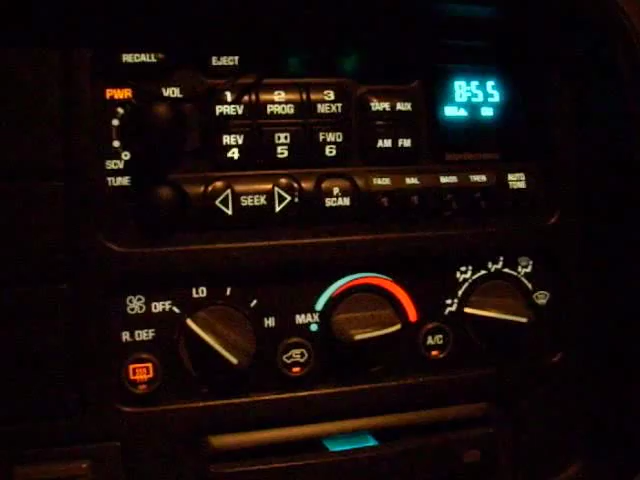 RECALL EJECT
PWR VOL 1 2 3 8:55
PREV PROG NEXT TAPE AUX
REV FWD AM FM
4 5 6
SCV
TUNE SEEK P. FADE BAL BASS TREB AUTO
SCAN TONE
LO
OFF HI MAX
R. DEF A/C